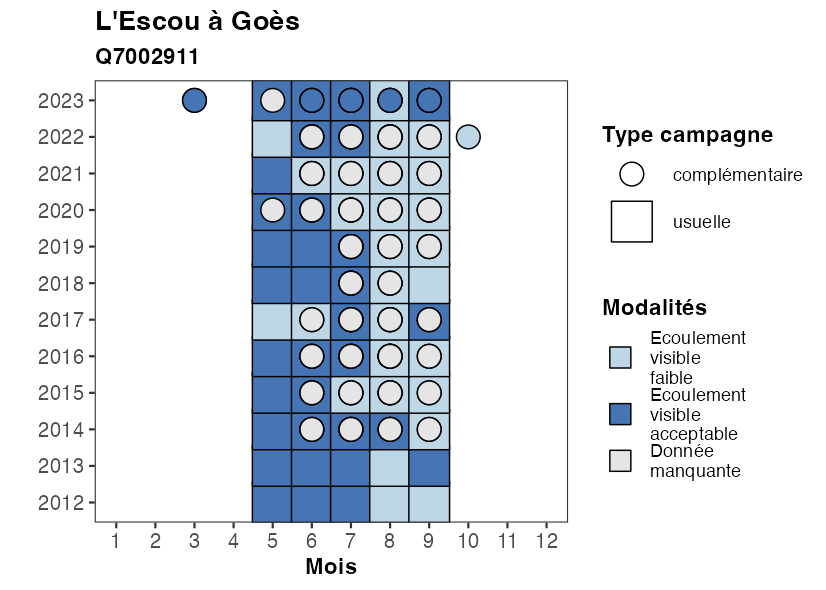 L'Escou à Goès
Q7002911
2023
2022
2021
2020
2019
2018
2017
2016
2015
2014
2013
2012
1 2 3 4 5 6 7 8 9 10 11 12
Mois
Type campagne
complémentaire
usuelle
Modalités
Ecoulement
visible
faible
Ecoulement
visible
acceptable
Donnée
manquante